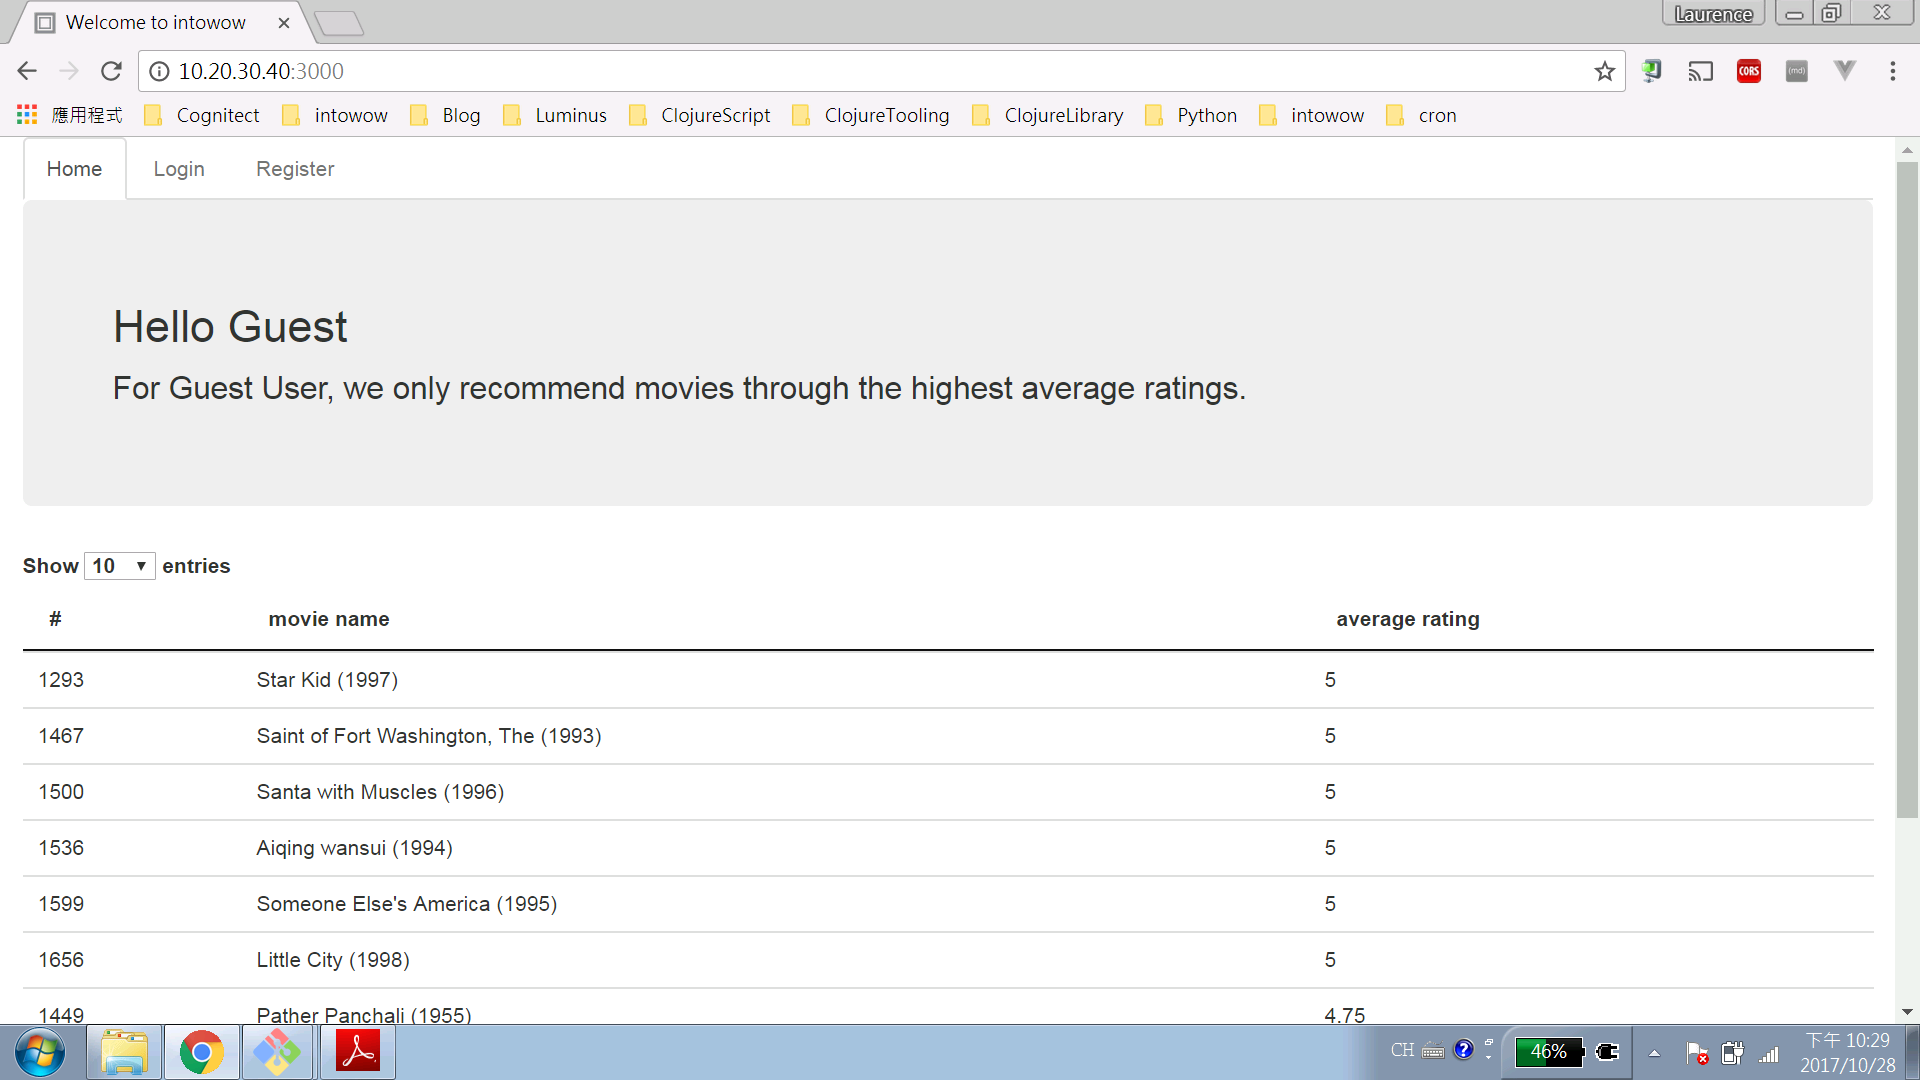 Welcome to intowow
Laurence
10.20.30.40:3000
CORS
(md)
應用程式 Cognitect intowow Blog Luminus ClojureScript ClojureTooling ClojureLibrary Python intowow cron
Home Login Register
Hello Guest
For Guest User, we only recommend movies through the highest average ratings.
Show 10 entries
# movie name average rating
1293 Star Kid (1997) 5
1467 Saint of Fort Washington, The (1993) 5
1500 Santa with Muscles (1996) 5
1536 Aiqing wansui (1994) 5
1599 Someone Else's America (1995) 5
1656 Little City (1998) 5
1449 Pather Panchali (1955) 4.75
CH
46%
下午 10:29
2017/10/28